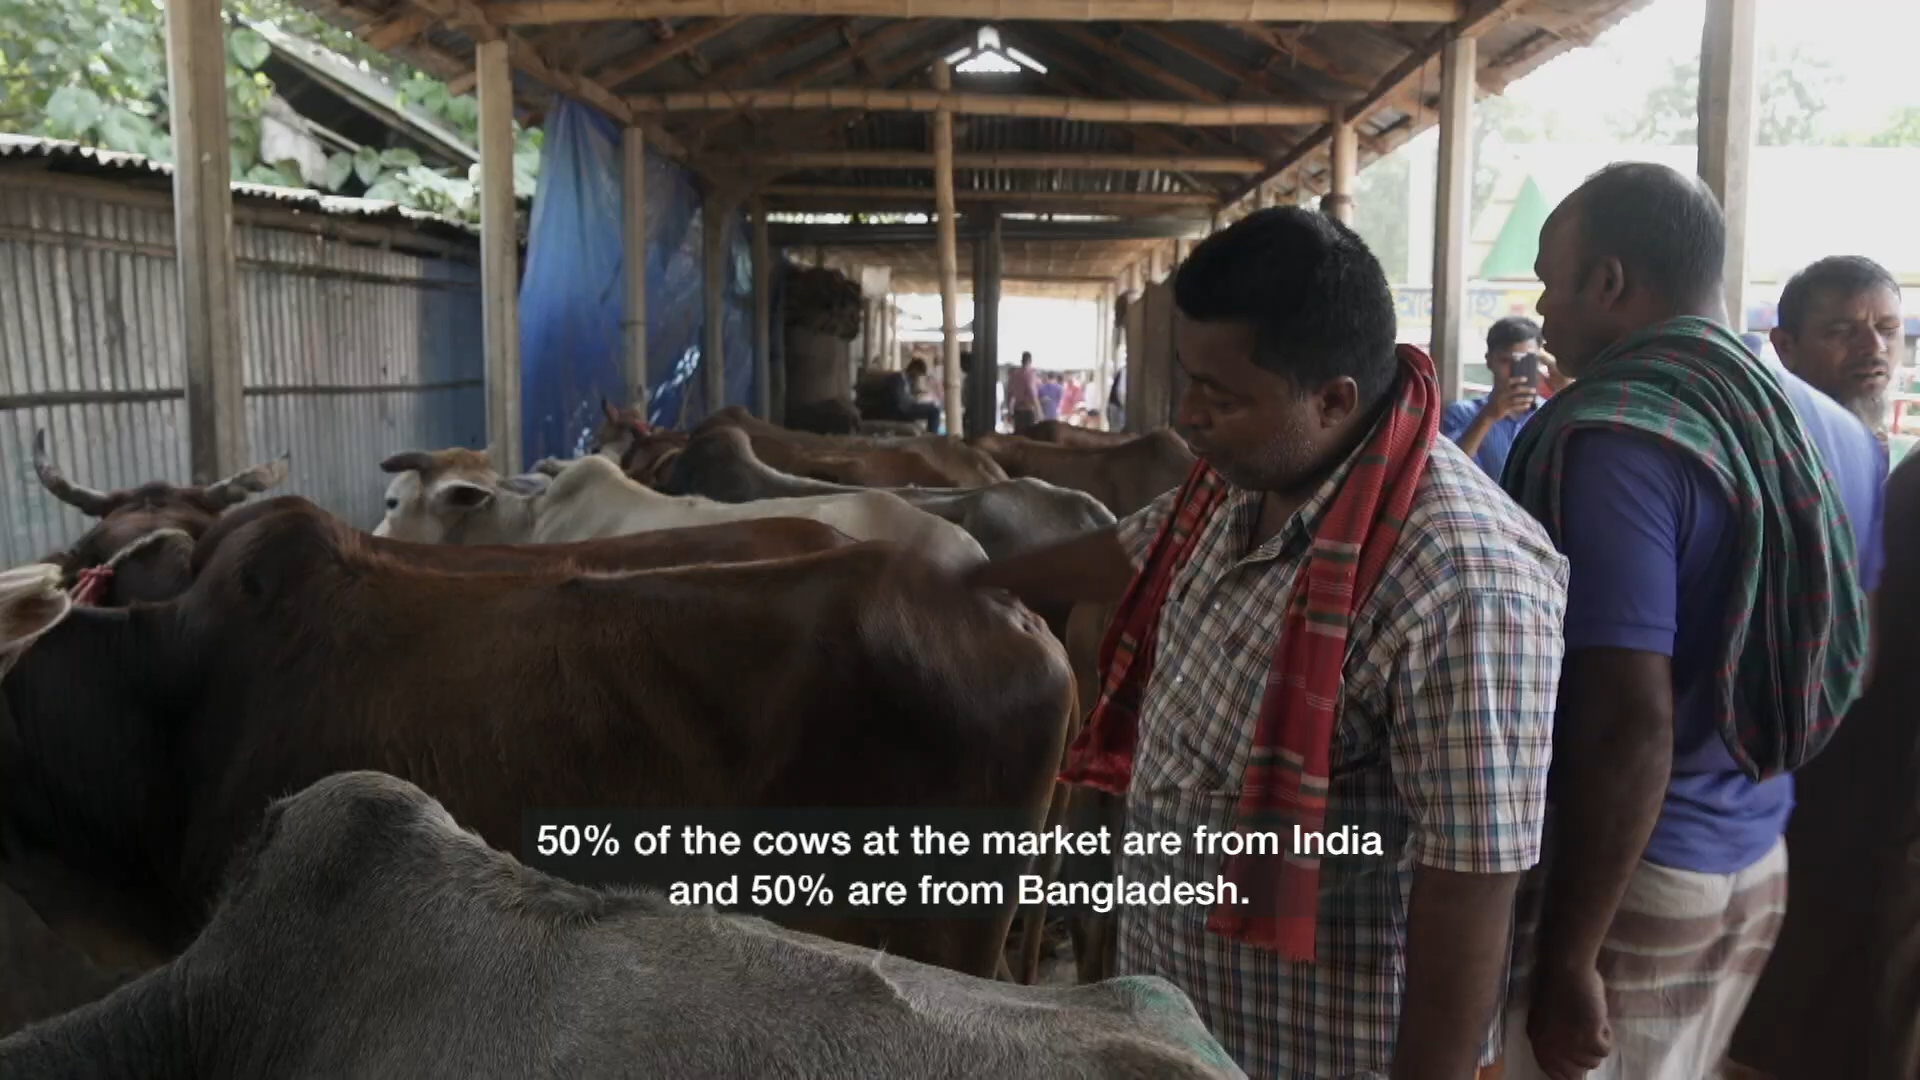 50% of the cows at the market are from India
and 50% are from Bangladesh.